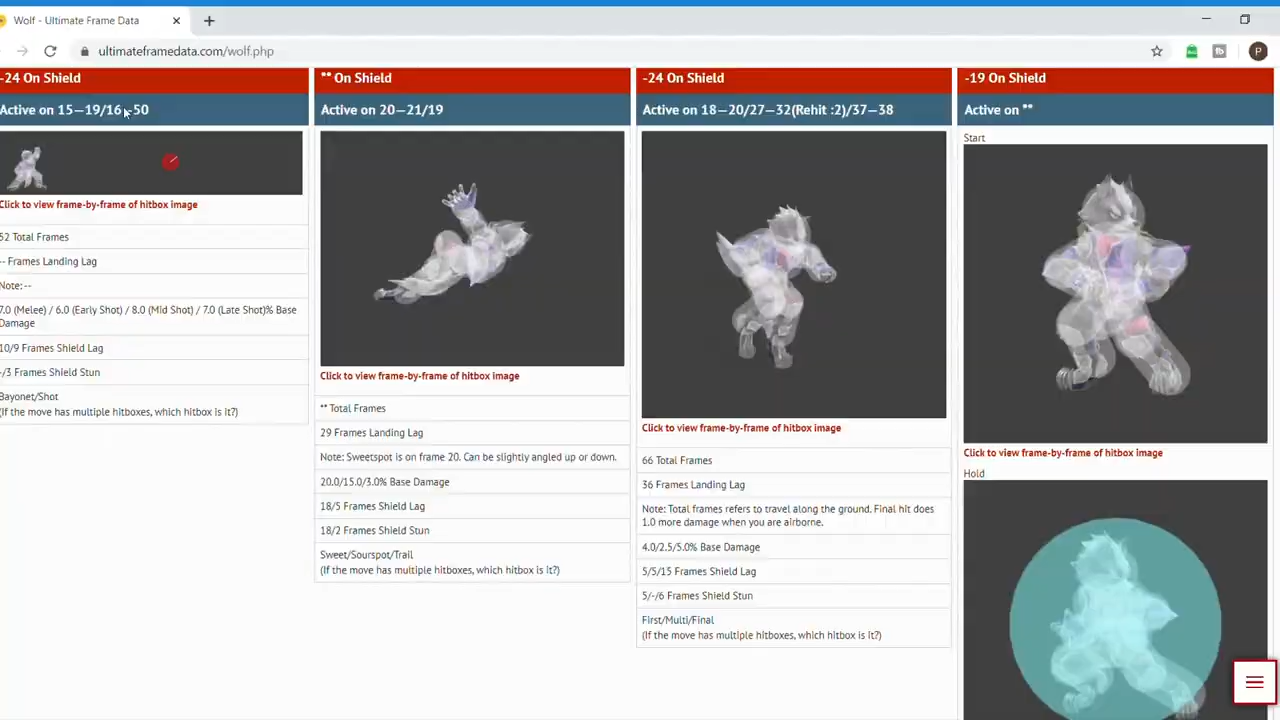 Wolf - Ultimate Frame Data
ultimateframedata.com/wolf.php
P
-24 On Shield
Active on 15—19/16—50
Click to view frame-by-frame of hitbox image
52 Total Frames
-- Frames Landing Lag
Note: --
7.0 (Melee) / 6.0 (Early Shot) / 8.0 (Mid Shot) / 7.0 (Late Shot)% Base
Damage
10/9 Frames Shield Lag
-/3 Frames Shield Stun
Bayonet/Shot
(If the move has multiple hitboxes, which hitbox is it?)
** On Shield
Active on 20—21/19
Click to view frame-by-frame of hitbox image
** Total Frames
29 Frames Landing Lag
Note: Sweetspot is on frame 20. Can be slightly angled up or down.
20.0/15.0/3.0% Base Damage
18/5 Frames Shield Lag
18/2 Frames Shield Stun
Sweet/Sourspot/Trail
(If the move has multiple hitboxes, which hitbox is it?)
-24 On Shield
Active on 18—20/27—32(Rehit :2)/37—38
Click to view frame-by-frame of hitbox image
66 Total Frames
36 Frames Landing Lag
Note: Total frames refers to travel along the ground. Final hit does
1.0 more damage when you are airborne.
4.0/2.5/5.0% Base Damage
5/5/15 Frames Shield Lag
5/-/6 Frames Shield Stun
First/Multi/Final
(If the move has multiple hitboxes, which hitbox is it?)
-19 On Shield
Active on **
Start
Click to view frame-by-frame of hitbox image
Hold